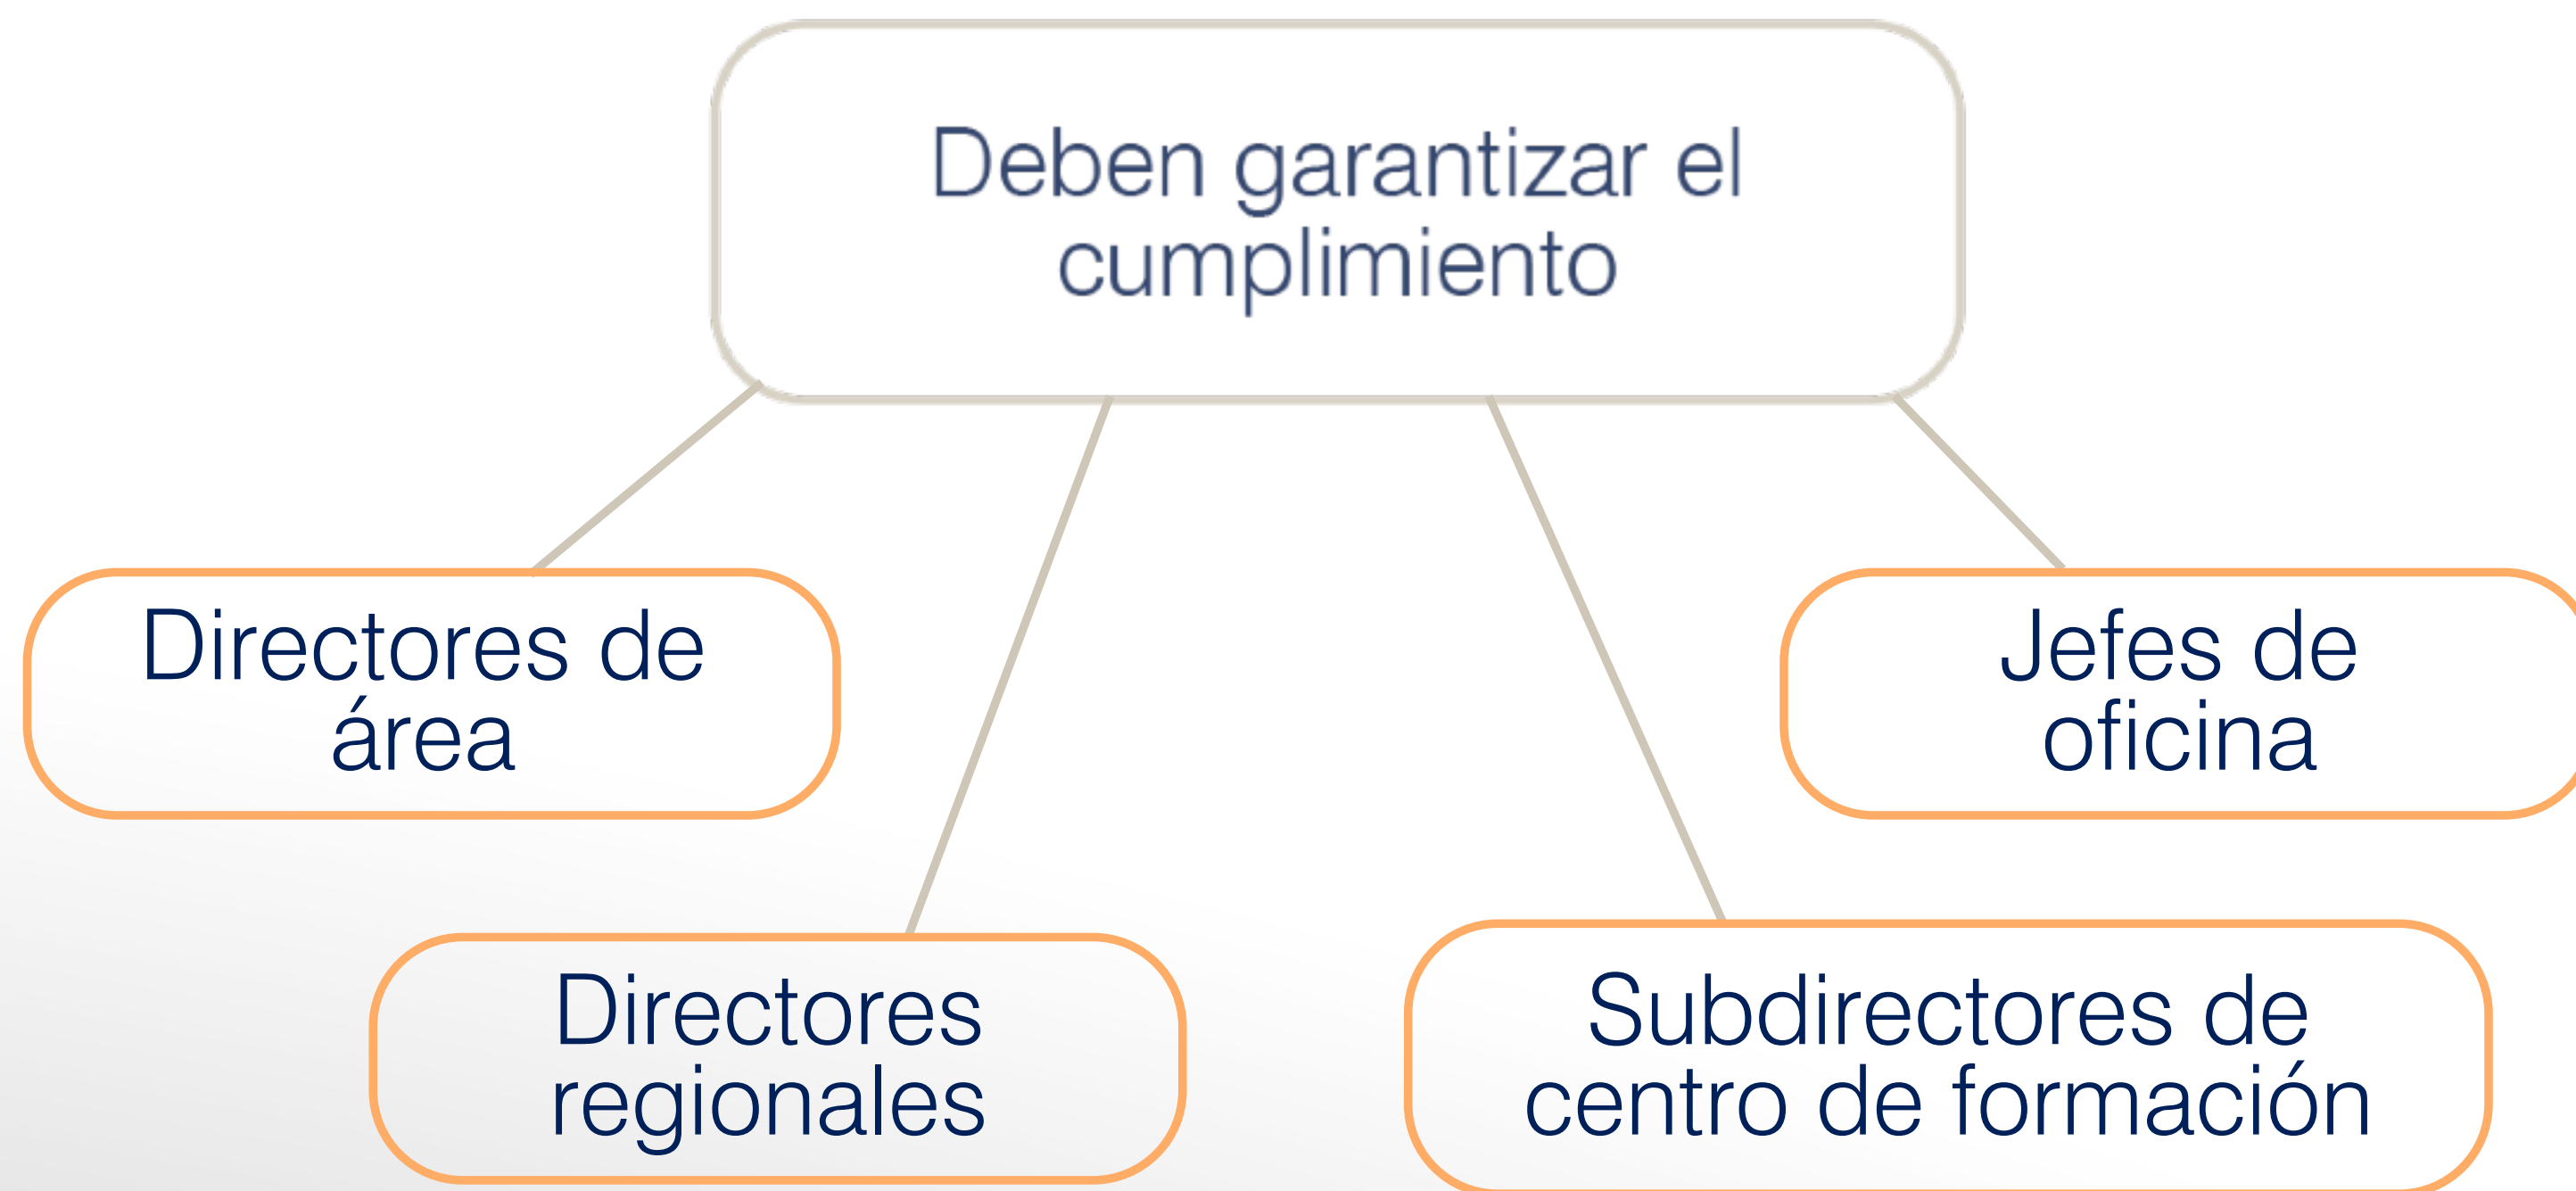 Deben garantizar el
cumplimiento
Directores de
área
Jefes de
oficina
Directores
regionales
Subdirectores de
centro de formación